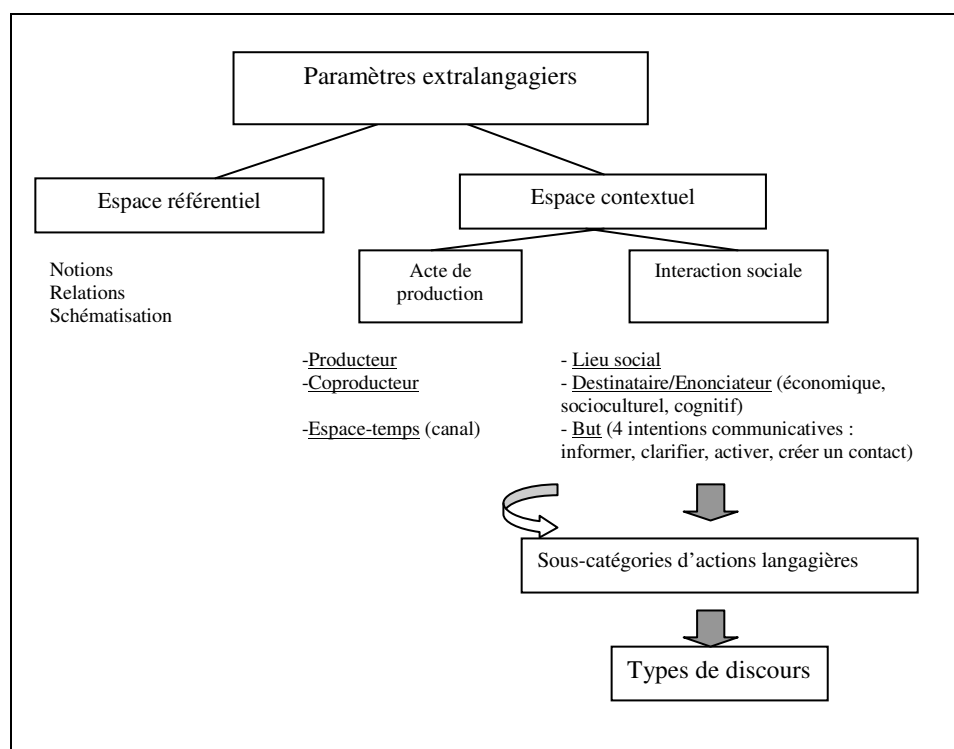 Paramètres extralangagiers
Espace référentiel
Espace contextuel
Notions
Relations
Schématisation
Acte de
production
Interaction sociale
-Producteur
-Coproducteur
-Espace-temps (canal)
- Lieu social
- Destinataire/Enonciateur (économique,
socioculturel, cognitif)
- But (4 intentions communicatives :
informer, clarifier, activer, créer un contact)
Sous-catégories d’actions langagières
Types de discours